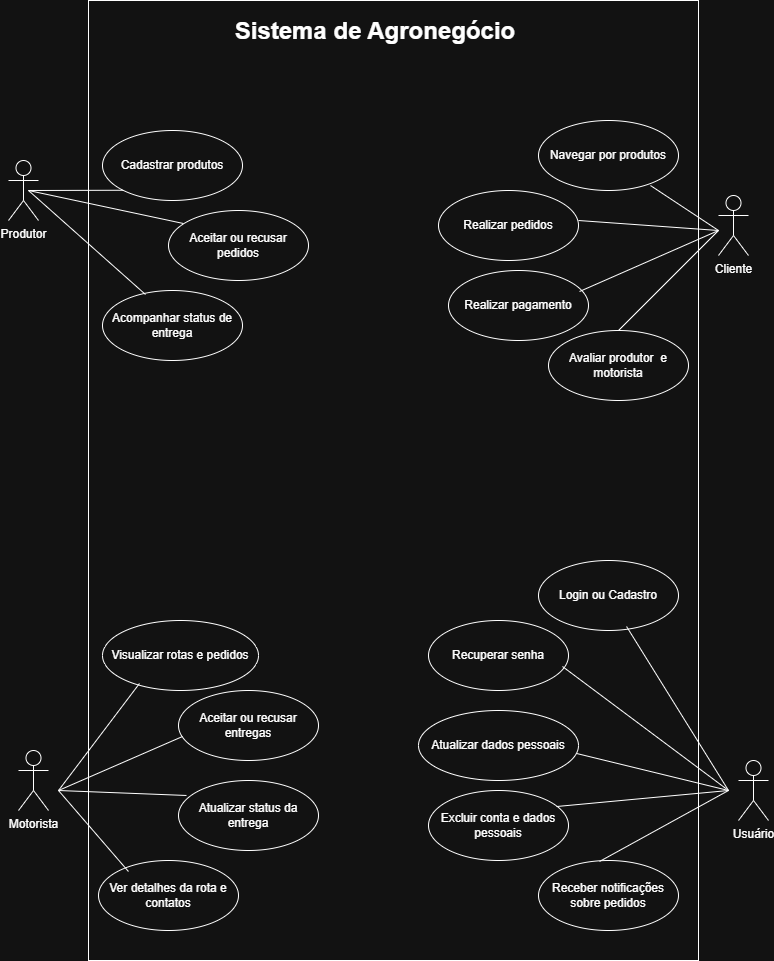 Sistema de Agronegócio
Cadastrar produtos
Aceitar ou recusar
pedidos
Acompanhar status de
entrega
Produtor
Navegar por produtos
Realizar pedidos
Realizar pagamento
Avaliar produtor e
motorista
Cliente
Visualizar rotas e pedidos
Aceitar ou recusar
entregas
Atualizar status da
entrega
Ver detalhes da rota e
contatos
Motorista
Login ou Cadastro
Recuperar senha
Atualizar dados pessoais
Excluir conta e dados
pessoais
Receber notificações
sobre pedidos
Usuário